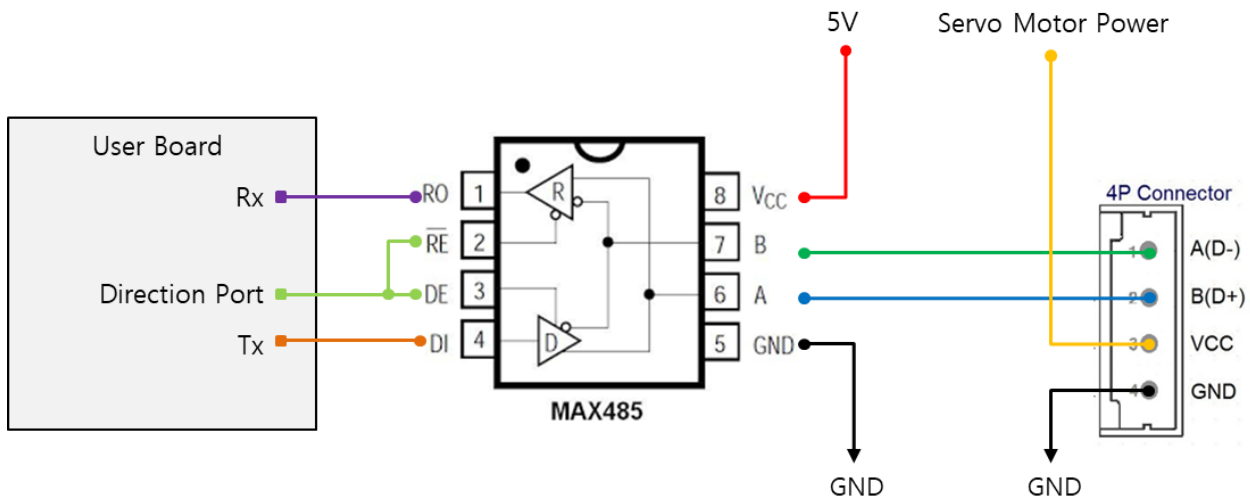 5V
Servo Motor Power
User Board
Rx
Direction Port
Tx
RO
RE
DE
DI
1
2
3
4
R
D
8
7
6
5
VCC
B
A
GND
MAX485
GND
4P Connector
1
2
3
4
A(D-)
B(D+)
VCC
GND
GND